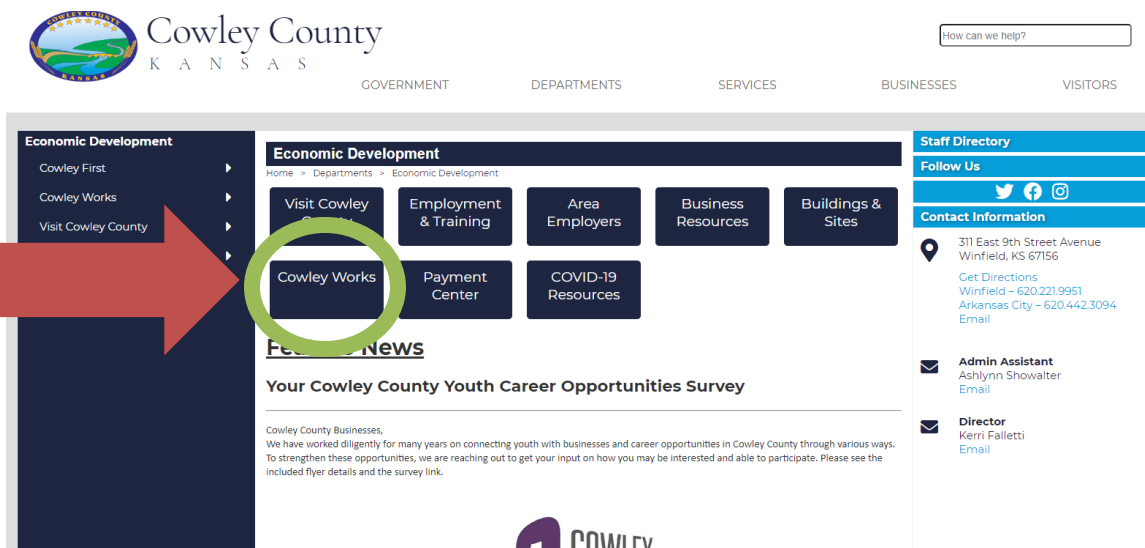 COWLEY COUNTY
KANSAS
Cowley County
KANSAS
How can we help?
GOVERNMENT DEPARTMENTS SERVICES BUSINESSES VISITORS
Economic Development
Cowley First
Cowley Works
Visit Cowley County
Economic Development
Home > Departments > Economic Development
Visit Cowley
Employment
& Training
Area
Employers
Business
Resources
Buildings &
Sites
Cowley Works
Payment
Center
COVID-19
Resources
News
Your Cowley County Youth Career Opportunities Survey
Cowley County Businesses,
We have worked diligently for many years on connecting youth with businesses and career opportunities in Cowley County through various ways.
To strengthen these opportunities, we are reaching out to get your input on how you may be interested and able to participate. Please see the
included flyer details and the survey link.
COWLEY
Staff Directory
Follow Us
Contact Information
311 East 9th Street Avenue
Winfield, KS 67156
Get Directions
Winfield – 620.221.9951
Arkansas City – 620.442.3094
Email
Admin Assistant
Ashlynn Showalter
Email
Director
Kerri Falletti
Email